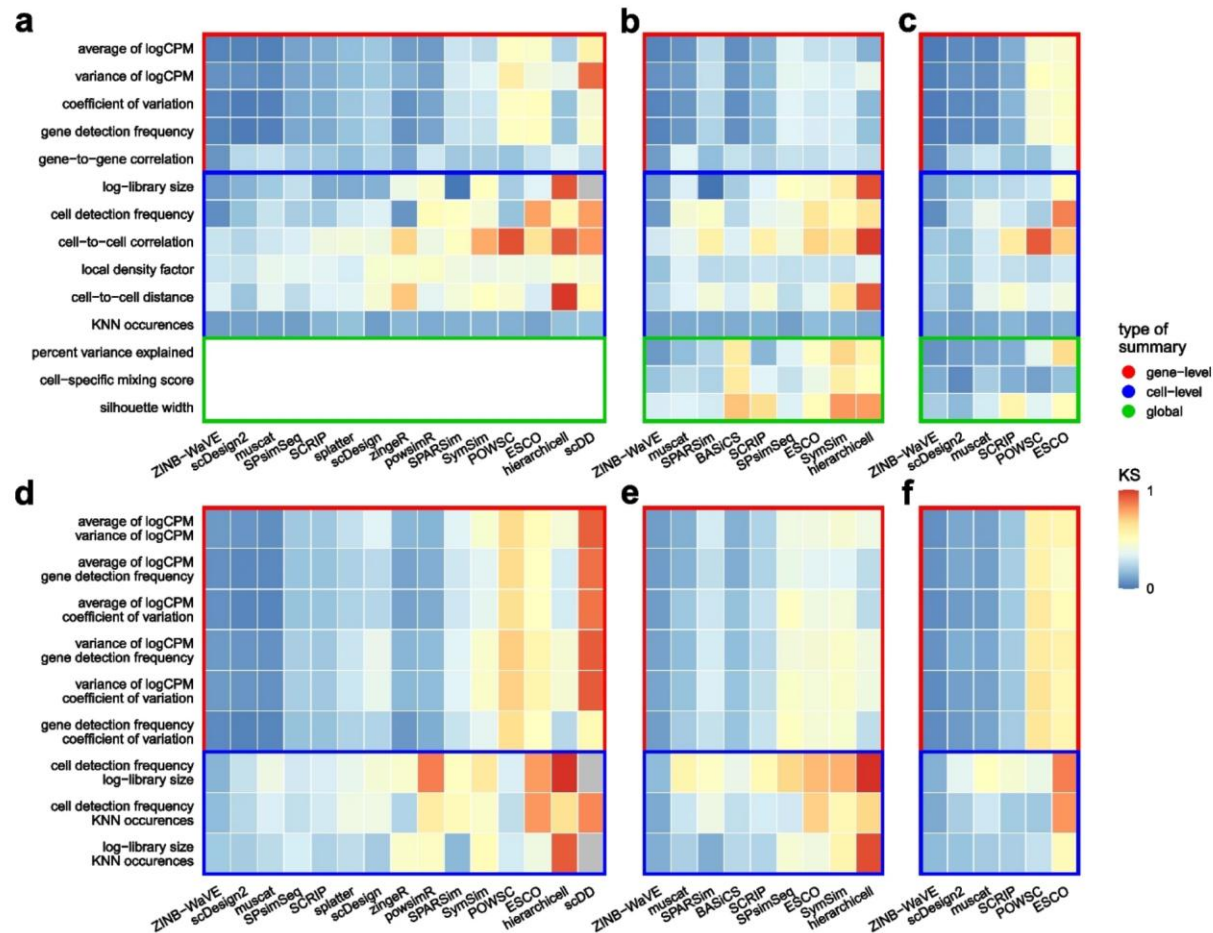 a
b
c
average of logCPM
variance of logCPM
coefficient of variation
gene detection frequency
gene-to-gene correlation
log-library size
cell detection frequency
cell-to-cell correlation
local density factor
cell-to-cell distance
KNN occurences
percent variance explained
cell-specific mixing score
silhouette width
ZINB-WaVE
scDesign2
muscat
SPsimSeq
SCRIP
splatter
scDesign
zingeR
powsimR
SPARSim
SymSim
POWSC
ESCO
hierarchicell
scDD
ZINB-WaVE
muscat
SPARSim
BASiCS
SCRIP
SPsimSeq
ESCO
SymSim
hierarchicell
ZINB-WaVE
scDesign2
muscat
SCRIP
POWSC
ESCO
type of
summary
gene-level
cell-level
global
KS
1
0
d
e
f
average of logCPM
variance of logCPM
average of logCPM
gene detection frequency
average of logCPM
coefficient of variation
variance of logCPM
gene detection frequency
variance of logCPM
coefficient of variation
gene detection frequency
coefficient of variation
cell detection frequency
log-library size
cell detection frequency
KNN occurences
log-library size
KNN occurences
ZINB-WaVE
scDesign2
muscat
SPsimSeq
SCRIP
splatter
scDesign
zingeR
powsimR
SPARSim
SymSim
POWSC
ESCO
hierarchicell
scDD
ZINB-WaVE
muscat
SPARSim
BASiCS
SCRIP
SPsimSeq
ESCO
SymSim
hierarchicell
ZINB-WaVE
scDesign2
muscat
SCRIP
POWSC
ESCO